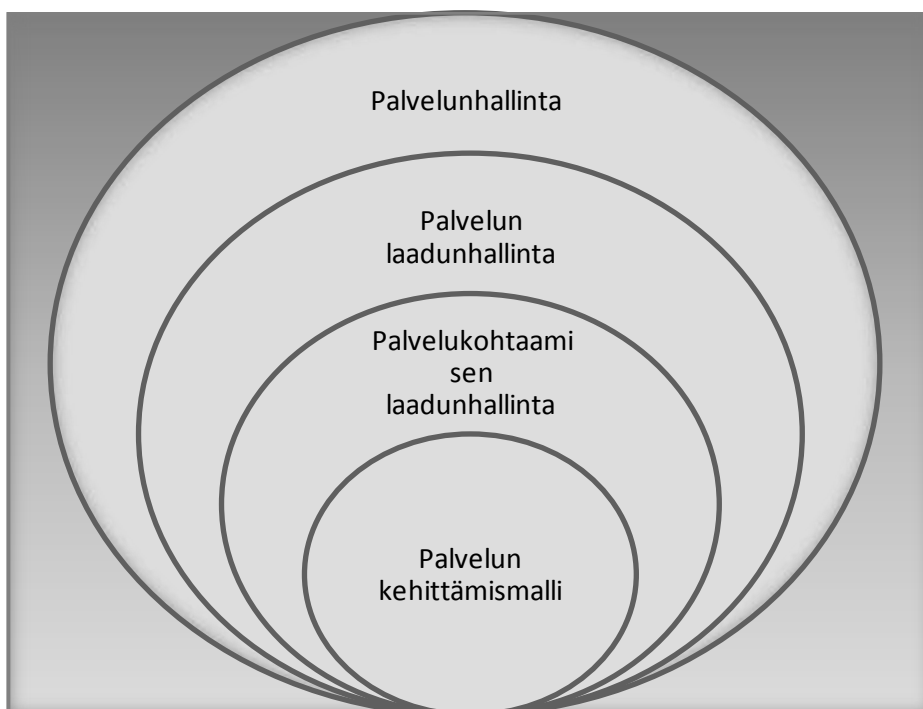 Palvelunhallinta
Palvelun
laadunhallinta
Palvelukohtaami
sen
laadunhallinta
Palvelun
kehittämismalli